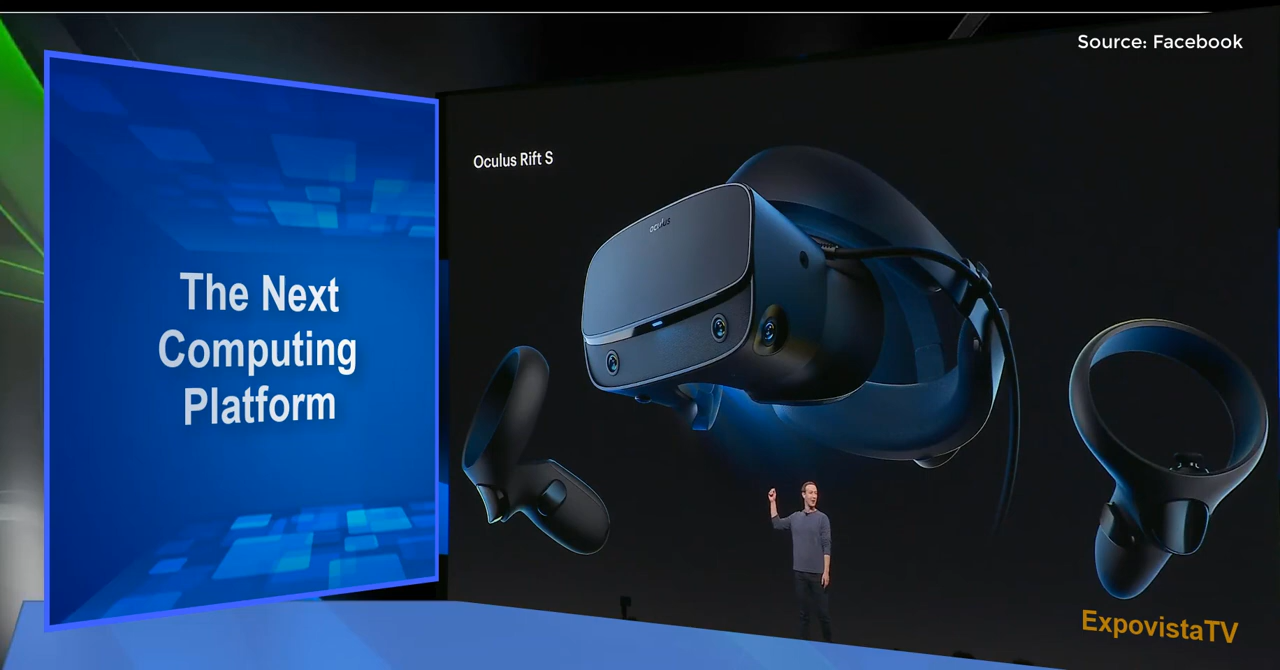 Source: Facebook
Oculus Rift S
oculus
The Next
Computing
Platform
ExpovistaTV